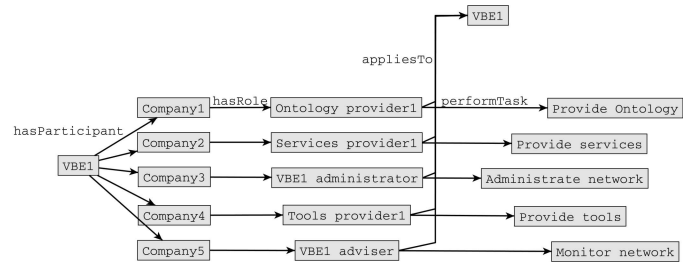 VBE1
appliesTo
Company1 hasRole Ontology provider1 performTask Provide Ontology
hasParticipant
Company2 Services provider1 Provide services
VBE1
Company3 VBE1 administrator Administrate network
Company4 Tools provider1 Provide tools
Company5 VBE1 adviser Monitor network